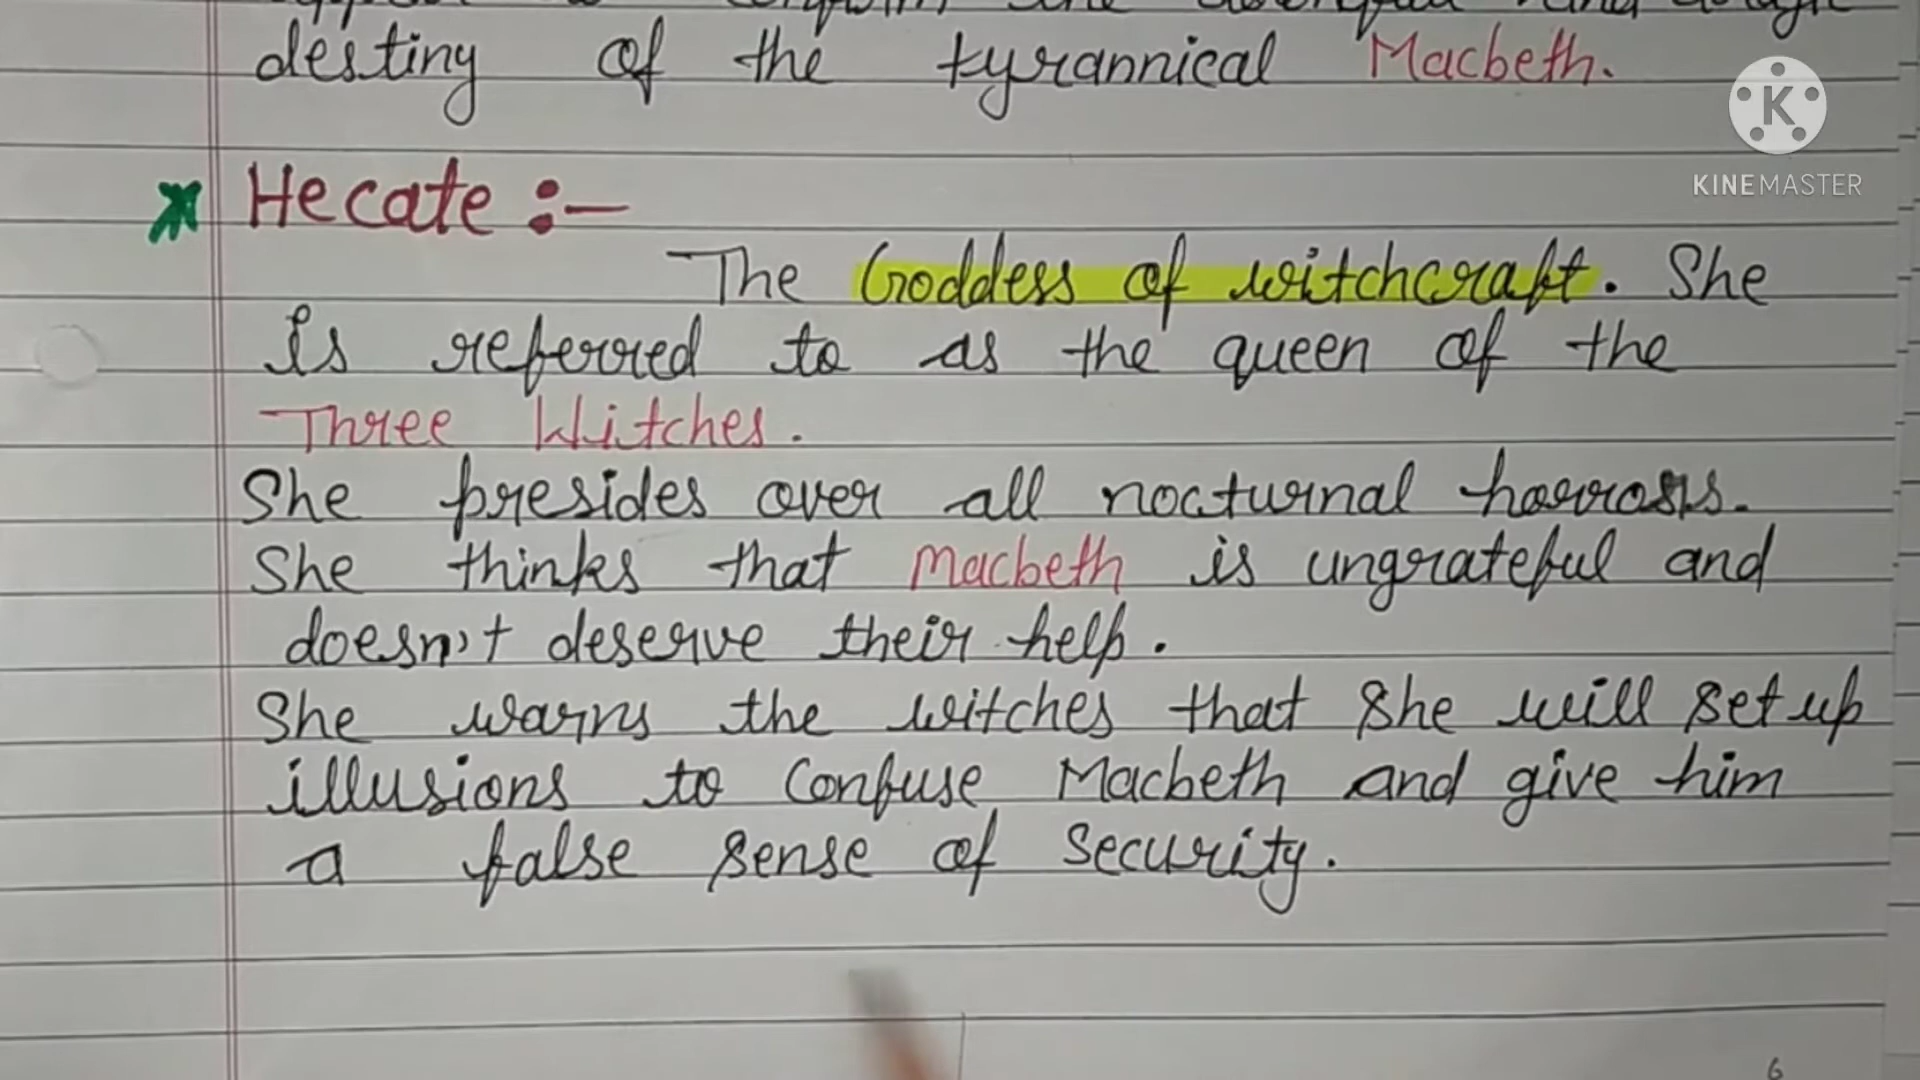 destiny of the tyrannical Macbeth.
K
KINEMASTER
* Hecate :-
The Goddess of witchcraft. She
is referred to as the queen of the
Three Witches.
She presides over all nocturnal horrors.
She thinks that Macbeth is ungrateful and
doesn't deserve their help.
She warns the witches that she will set up
illusions to confuse Macbeth and give him
a false sense of security.
6